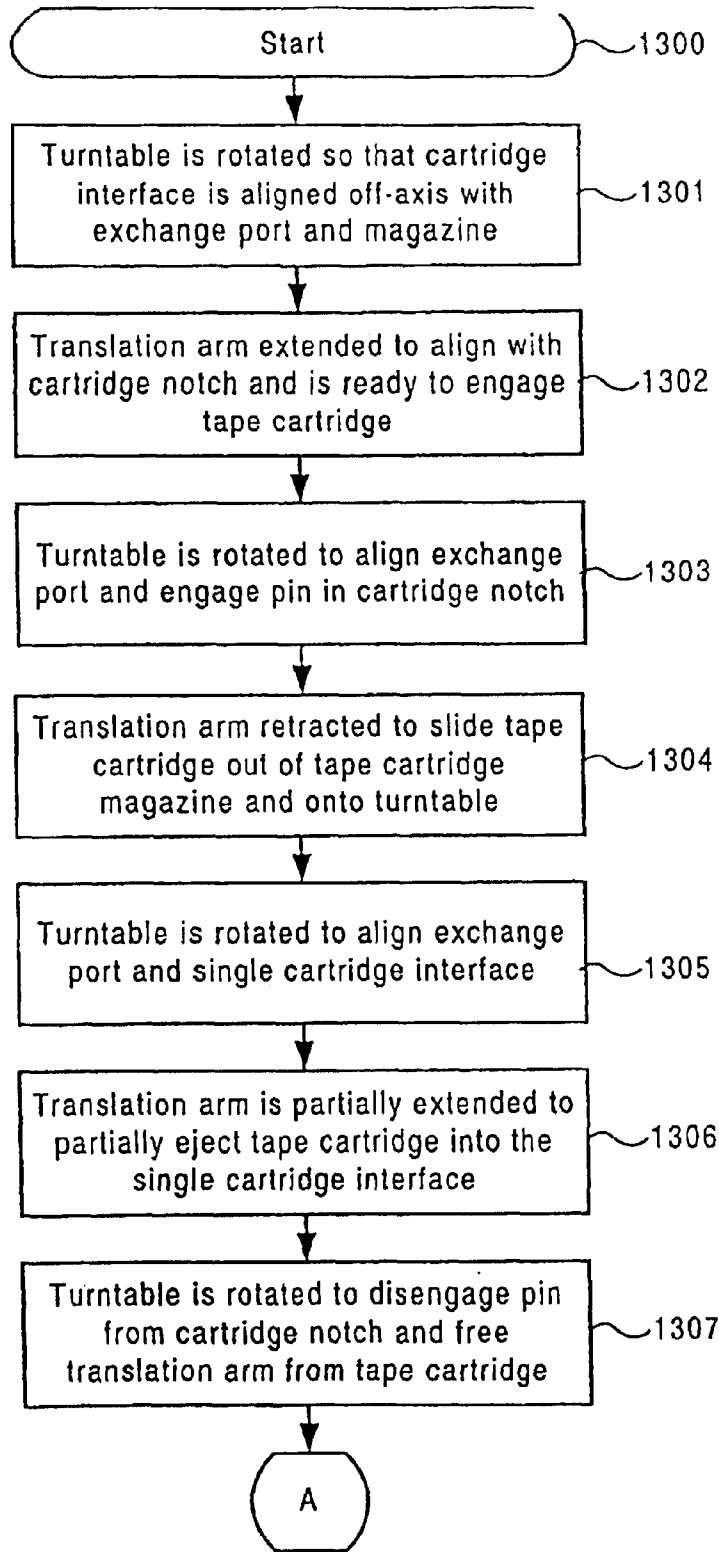 Start
1300
Turntable is rotated so that cartridge
interface is aligned off-axis with
exchange port and magazine
1301
Translation arm extended to align with
cartridge notch and is ready to engage
tape cartridge
1302
Turntable is rotated to align exchange
port and engage pin in cartridge notch
1303
Translation arm retracted to slide tape
cartridge out of tape cartridge
magazine and onto turntable
1304
Turntable is rotated to align exchange
port and single cartridge interface
1305
Translation arm is partially extended to
partially eject tape cartridge into the
single cartridge interface
1306
Turntable is rotated to disengage pin
from cartridge notch and free
translation arm from tape cartridge
1307
A